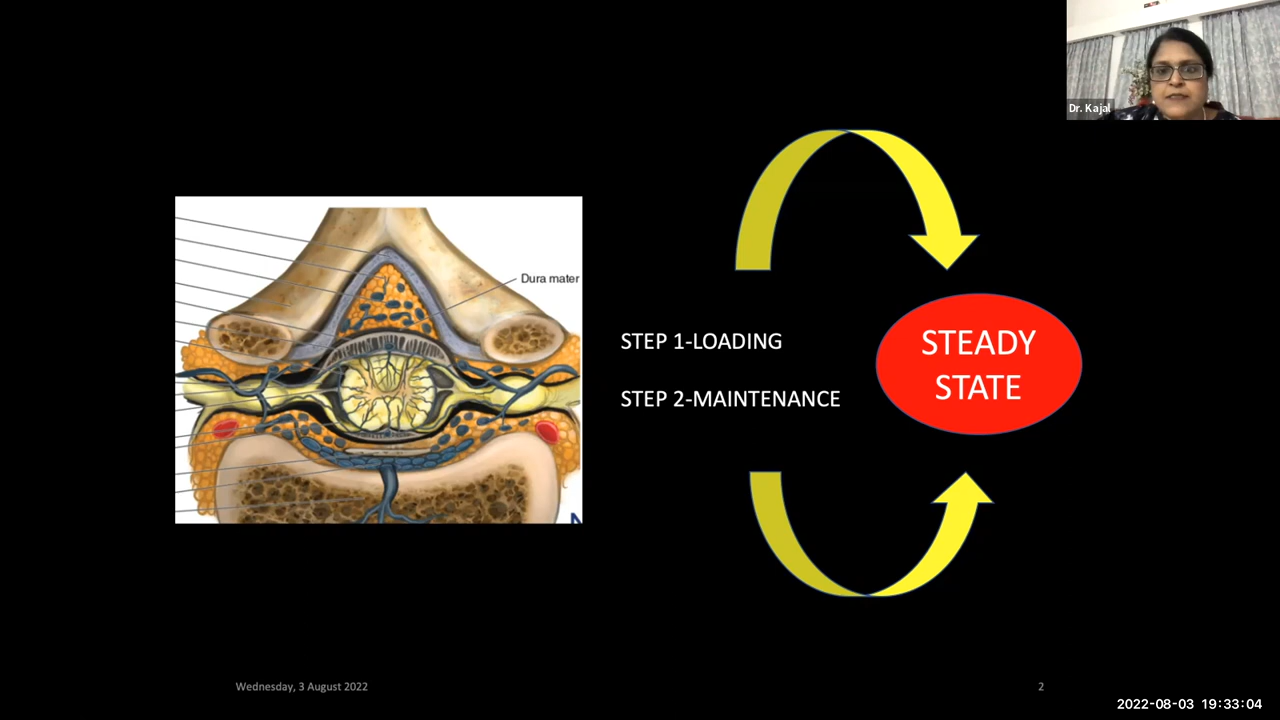 Dr. Kajal
Dura mater
STEP 1-LOADING
STEP 2-MAINTENANCE
STEADY
STATE
Wednesday, 3 August 2022
2
2022-08-03 19:33:04